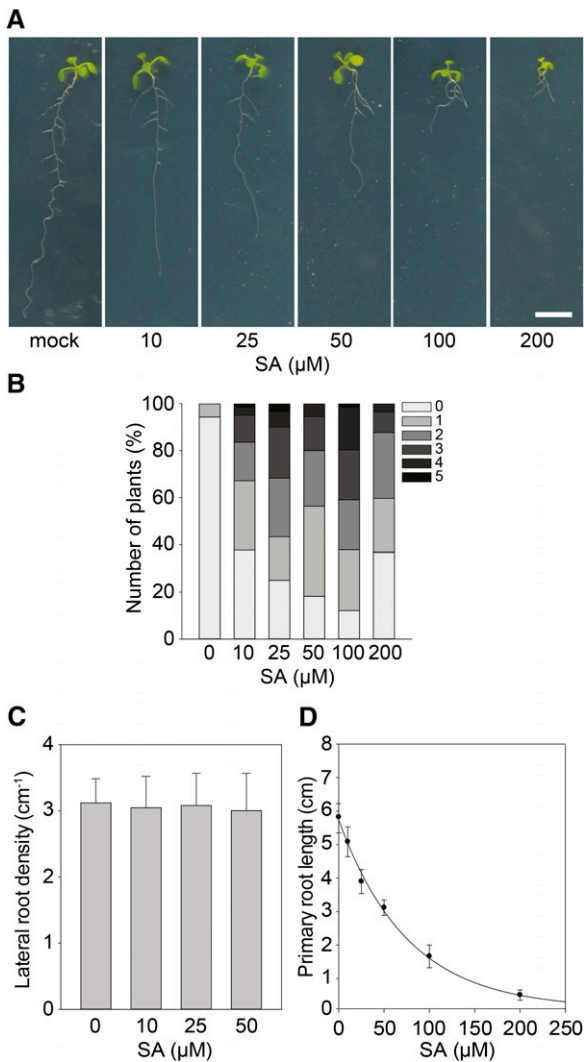 A
mock 10 25 50 100 200
SA (µM)
B
Number of plants (%)
100
80
60
40
20
0
0 10 25 50 100 200
SA (µM)
0
1
2
3
4
5
C
Lateral root density (cm⁻¹)
4
3
2
1
0
0 10 25 50
SA (µM)
D
Primary root length (cm)
8
7
6
5
4
3
2
1
0
0 50 100 150 200 250
SA (µM)